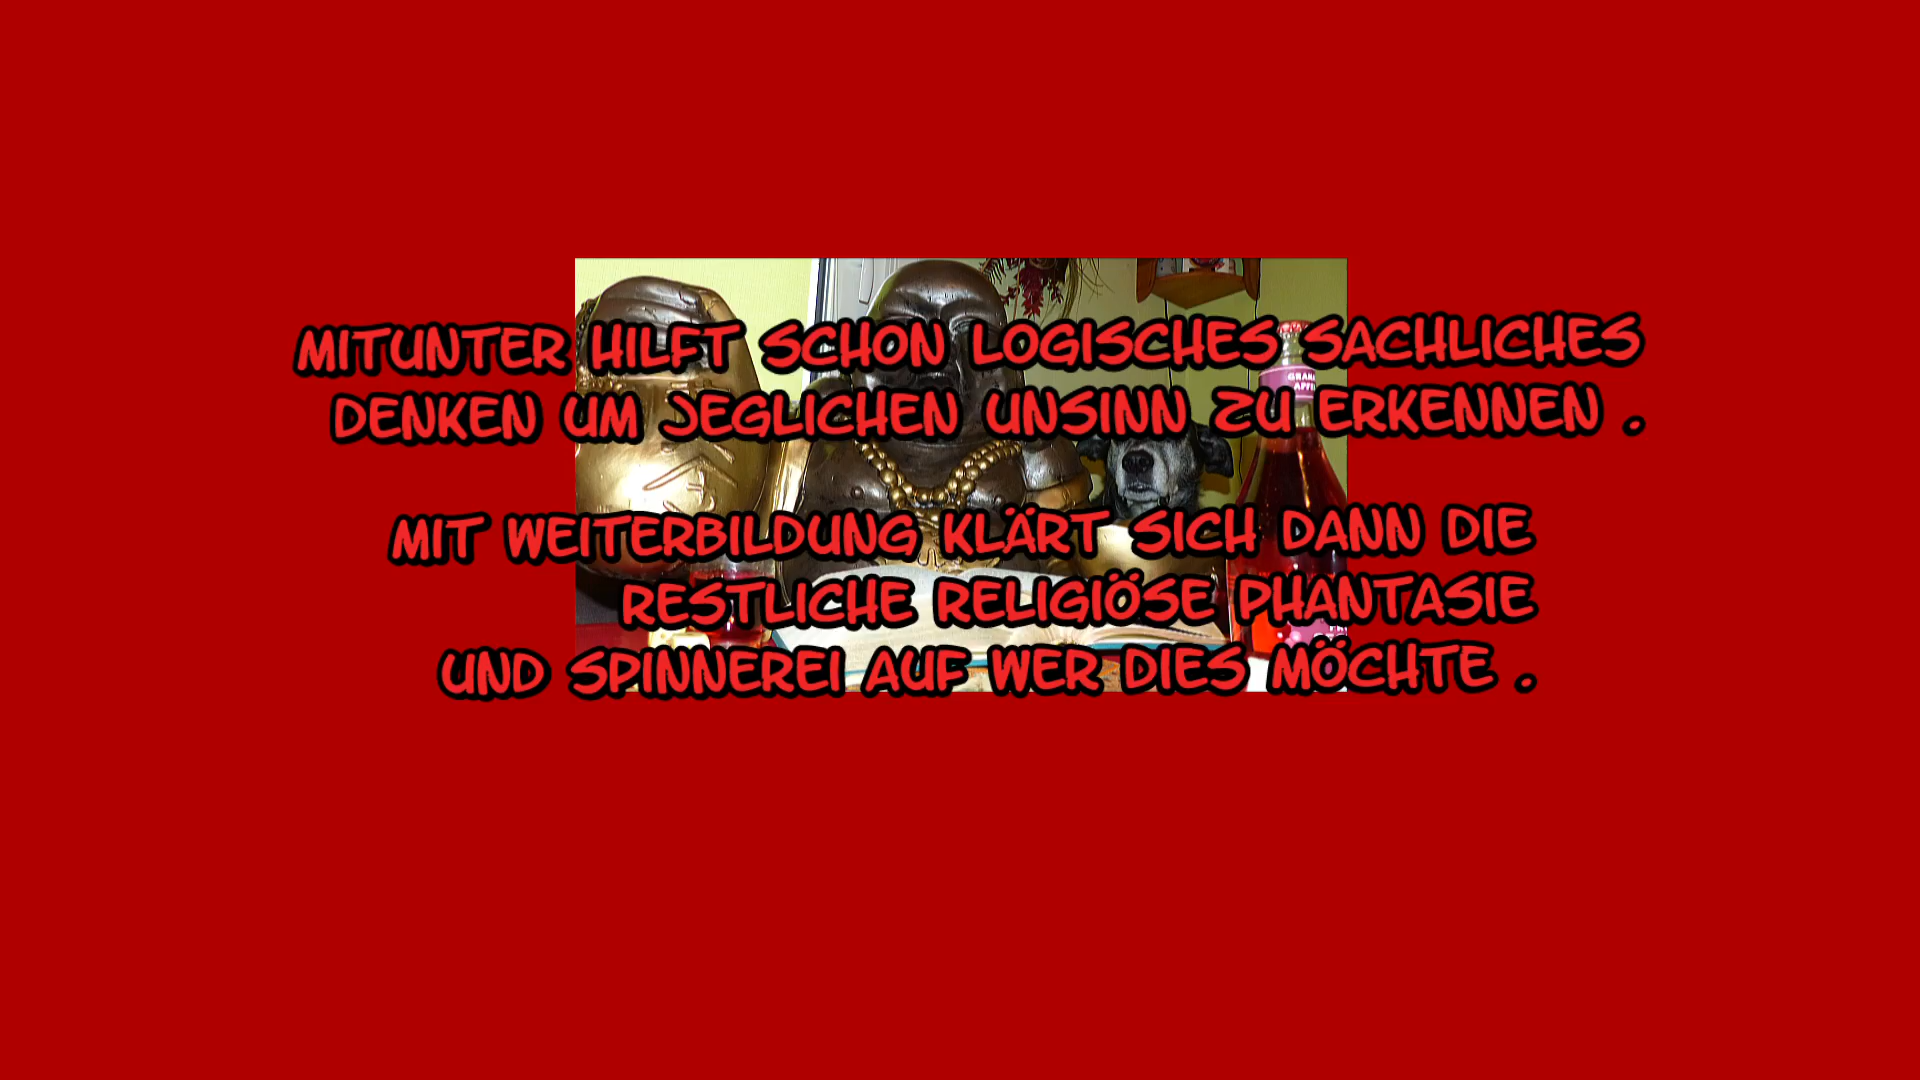 MITUNTER HILFT SCHON LOGISCHES SACHLICHES
DENKEN UM JEGLICHEN UNSINN ZU ERKENNEN .
MIT WEITERBILDUNG KLÄRT SICH DANN DIE
RESTLICHE RELIGIÖSE PHANTASIE
UND SPINNEREI AUF WER DIES MÖCHTE .